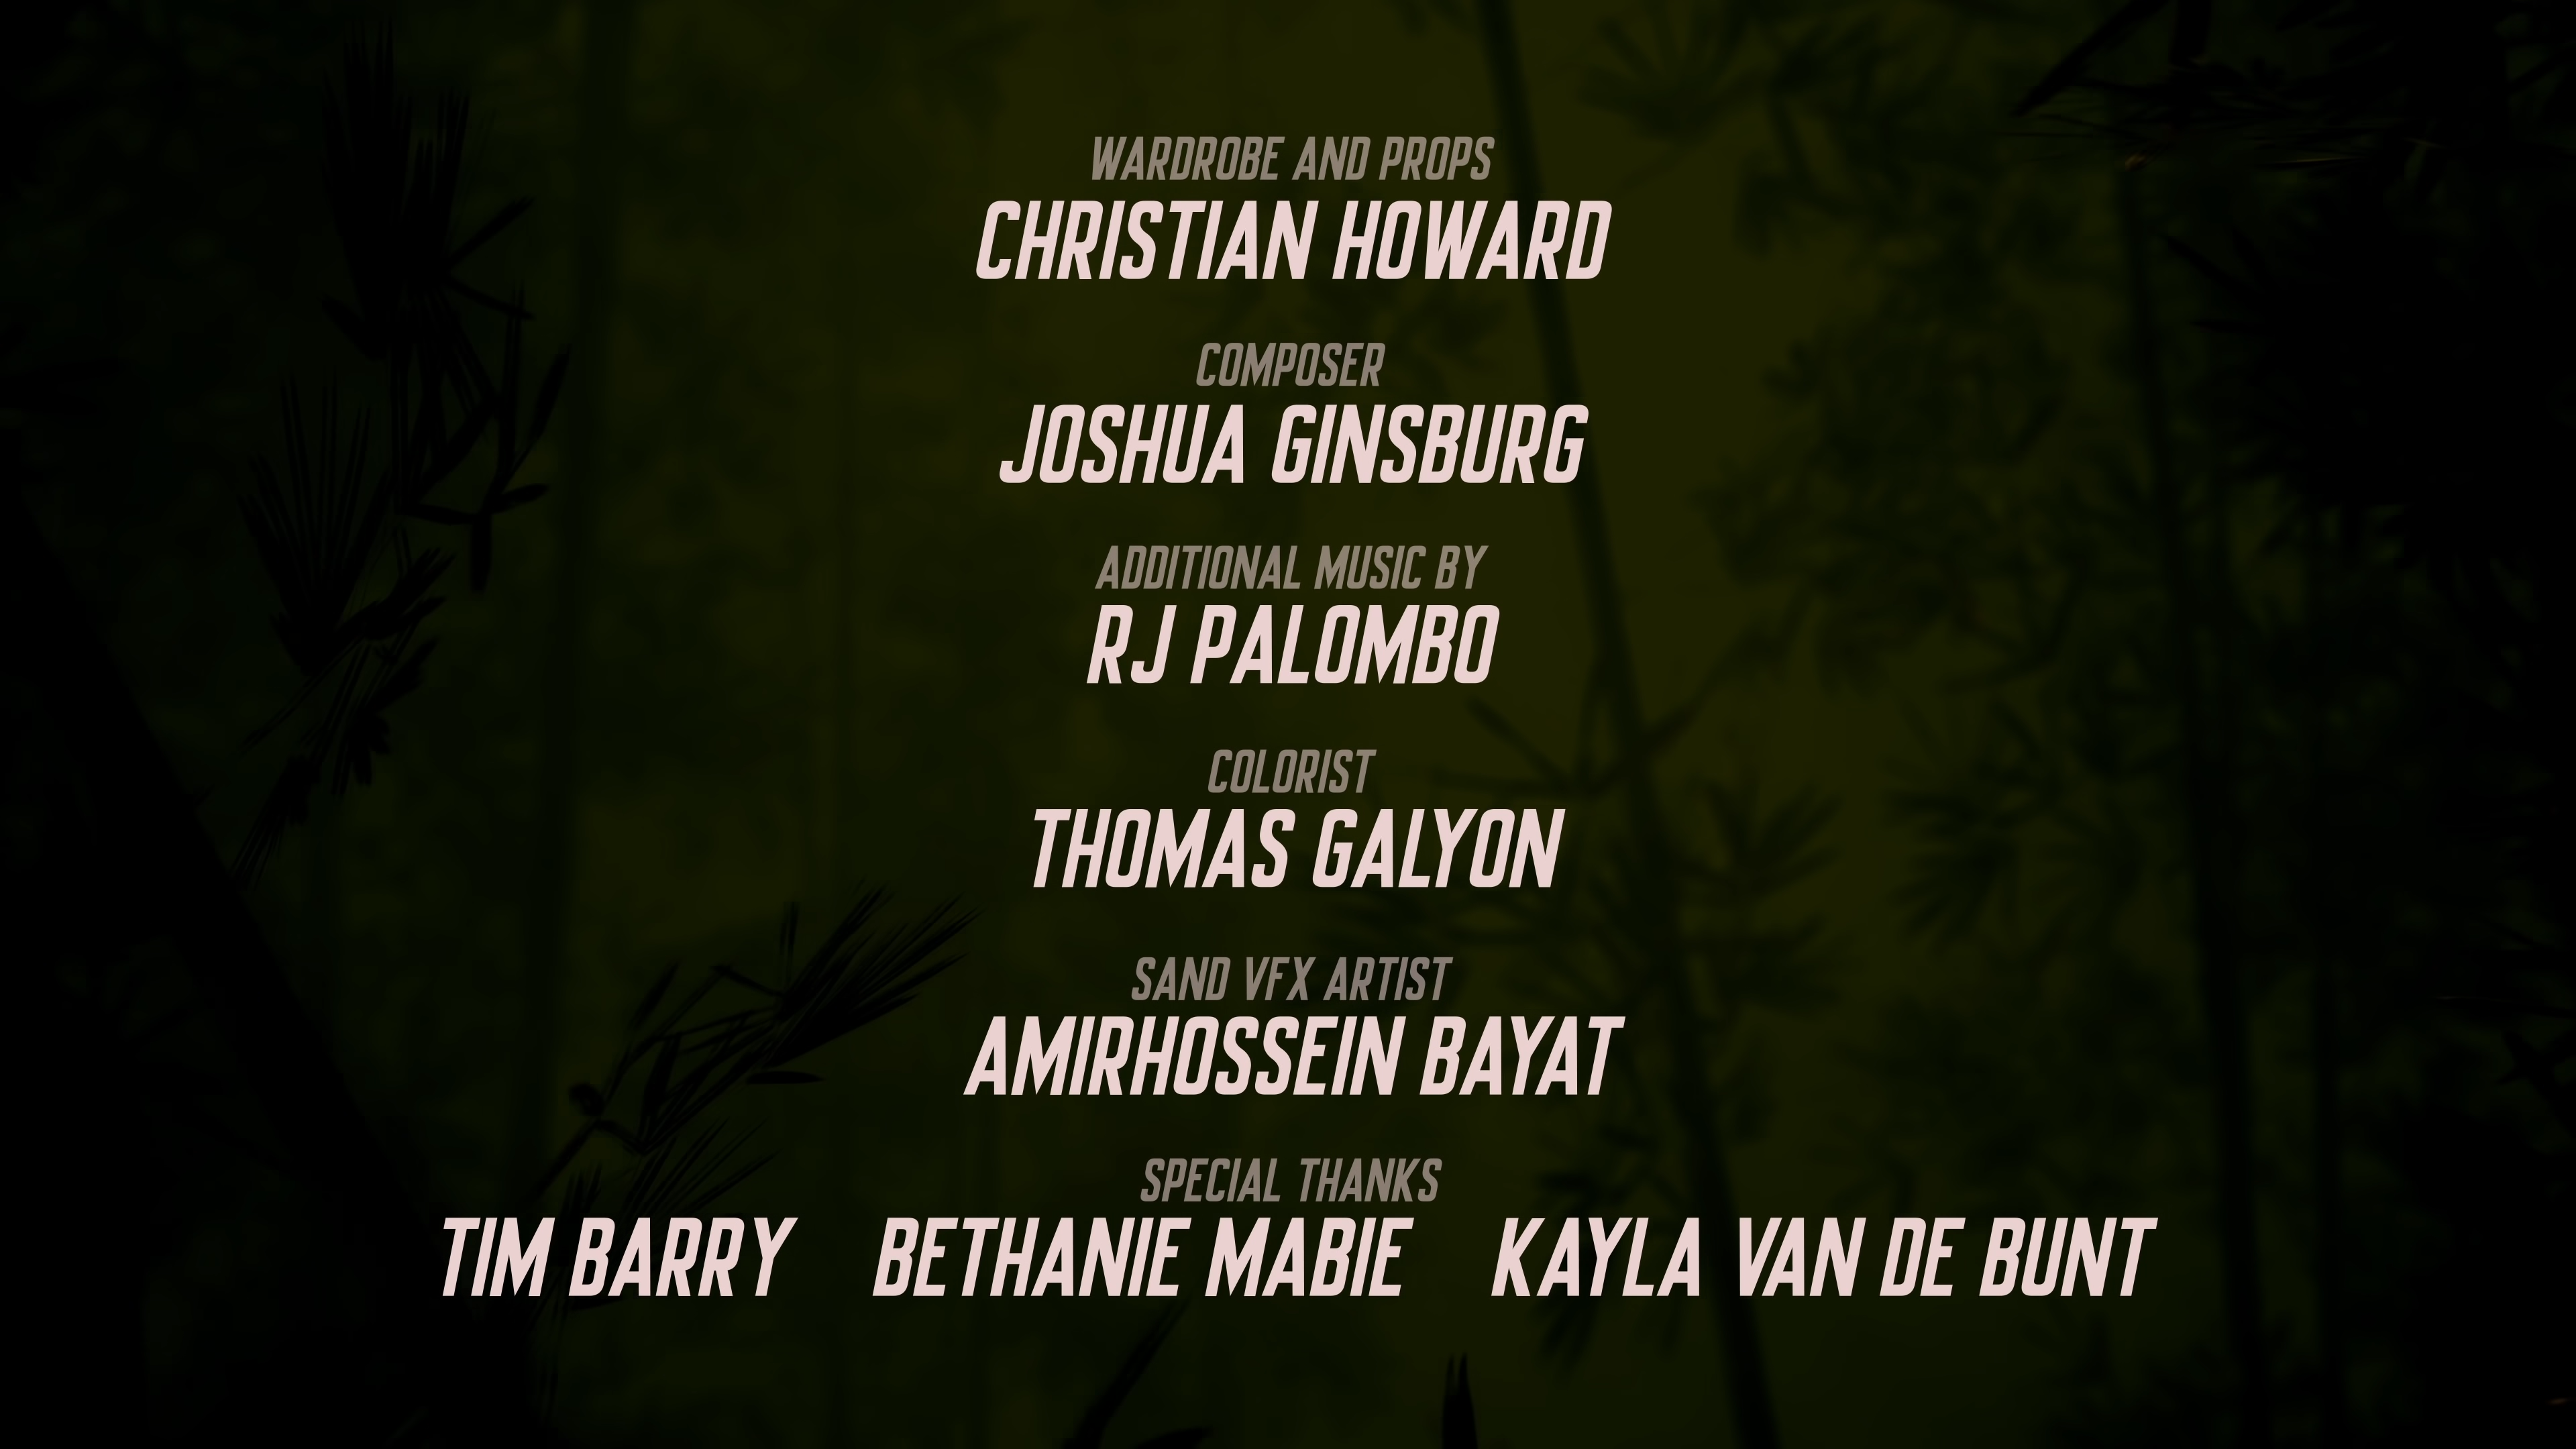 WARDROBE AND PROPS
CHRISTIAN HOWARD
COMPOSER
JOSHUA GINSBURG
ADDITIONAL MUSIC BY
RJ PALOMBO
COLORIST
THOMAS GALYON
SAND VFX ARTIST
AMIRHOSSEIN BAYAT
SPECIAL THANKS
TIM BARRY BETHANIE MABIE KAYLA VAN DE BUNT